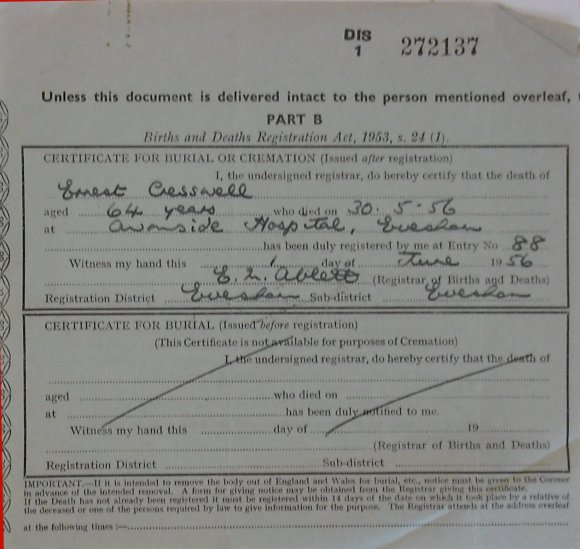 DIS
1 272137
Unless this document is delivered intact to the person mentioned overleaf,
PART B
Births and Deaths Registration Act, 1953, s. 24 (1).
CERTIFICATE FOR BURIAL OR CREMATION (Issued after registration)
I, the undersigned registrar, do hereby certify that the death of
Ernest Cresswell
aged 64 years who died on 30-5-56
at Avonside Hospital, Evesham
has been duly registered by me at Entry No 88
Witness my hand this 1 day of June 1956
E. L. Ablett (Registrar of Births and Deaths)
Registration District Evesham Sub-district Evesham
CERTIFICATE FOR BURIAL (Issued before registration)
(This Certificate is not available for purposes of Cremation)
I, the undersigned registrar, do hereby certify that the death of
aged who died on
at has been duly notified to me.
Witness my hand this day of 19
(Registrar of Births and Deaths)
Registration District Sub-district
IMPORTANT.—If it is intended to remove the body out of England and Wales for burial, etc., notice must be given to the Coroner
in advance of the intended removal. A form for giving notice may be obtained from the Registrar giving this certificate.
If the Death has not already been registered it must be registered within 14 days of the date on which it took place by a relative of
the deceased or one of the persons required by law to give information for the purpose. The Registrar attends at the address overleaf
at the following times :—